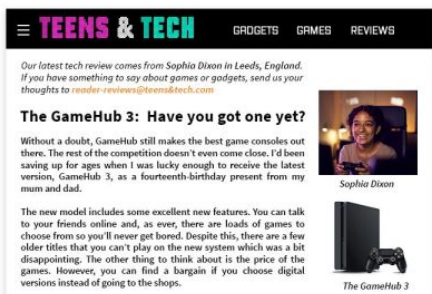 TEENS & TECH
GADGETS GAMES REVIEWS
Our latest tech review comes from Sophia Dixon in Leeds, England.
If you have something to say about games or gadgets, send us your
thoughts to reader-reviews@teens&tech.com
The GameHub 3: Have you got one yet?
Without a doubt, GameHub still makes the best game consoles out
there. The rest of the competition doesn't even come close. I'd been
saving up for ages when I was lucky enough to receive the latest
version, GameHub 3, as a fourteenth-birthday present from my
mum and dad.
Sophia Dixon
The new model includes some excellent new features. You can talk
to your friends online and, as ever, there are loads of games to
choose from so you'll never get bored. Despite this, there are a few
older titles that you can't play on the new system which was a bit
disappointing. The other thing to think about is the price of the
games. However, you can find a bargain if you choose digital
versions instead of going to the shops.
The GameHub 3